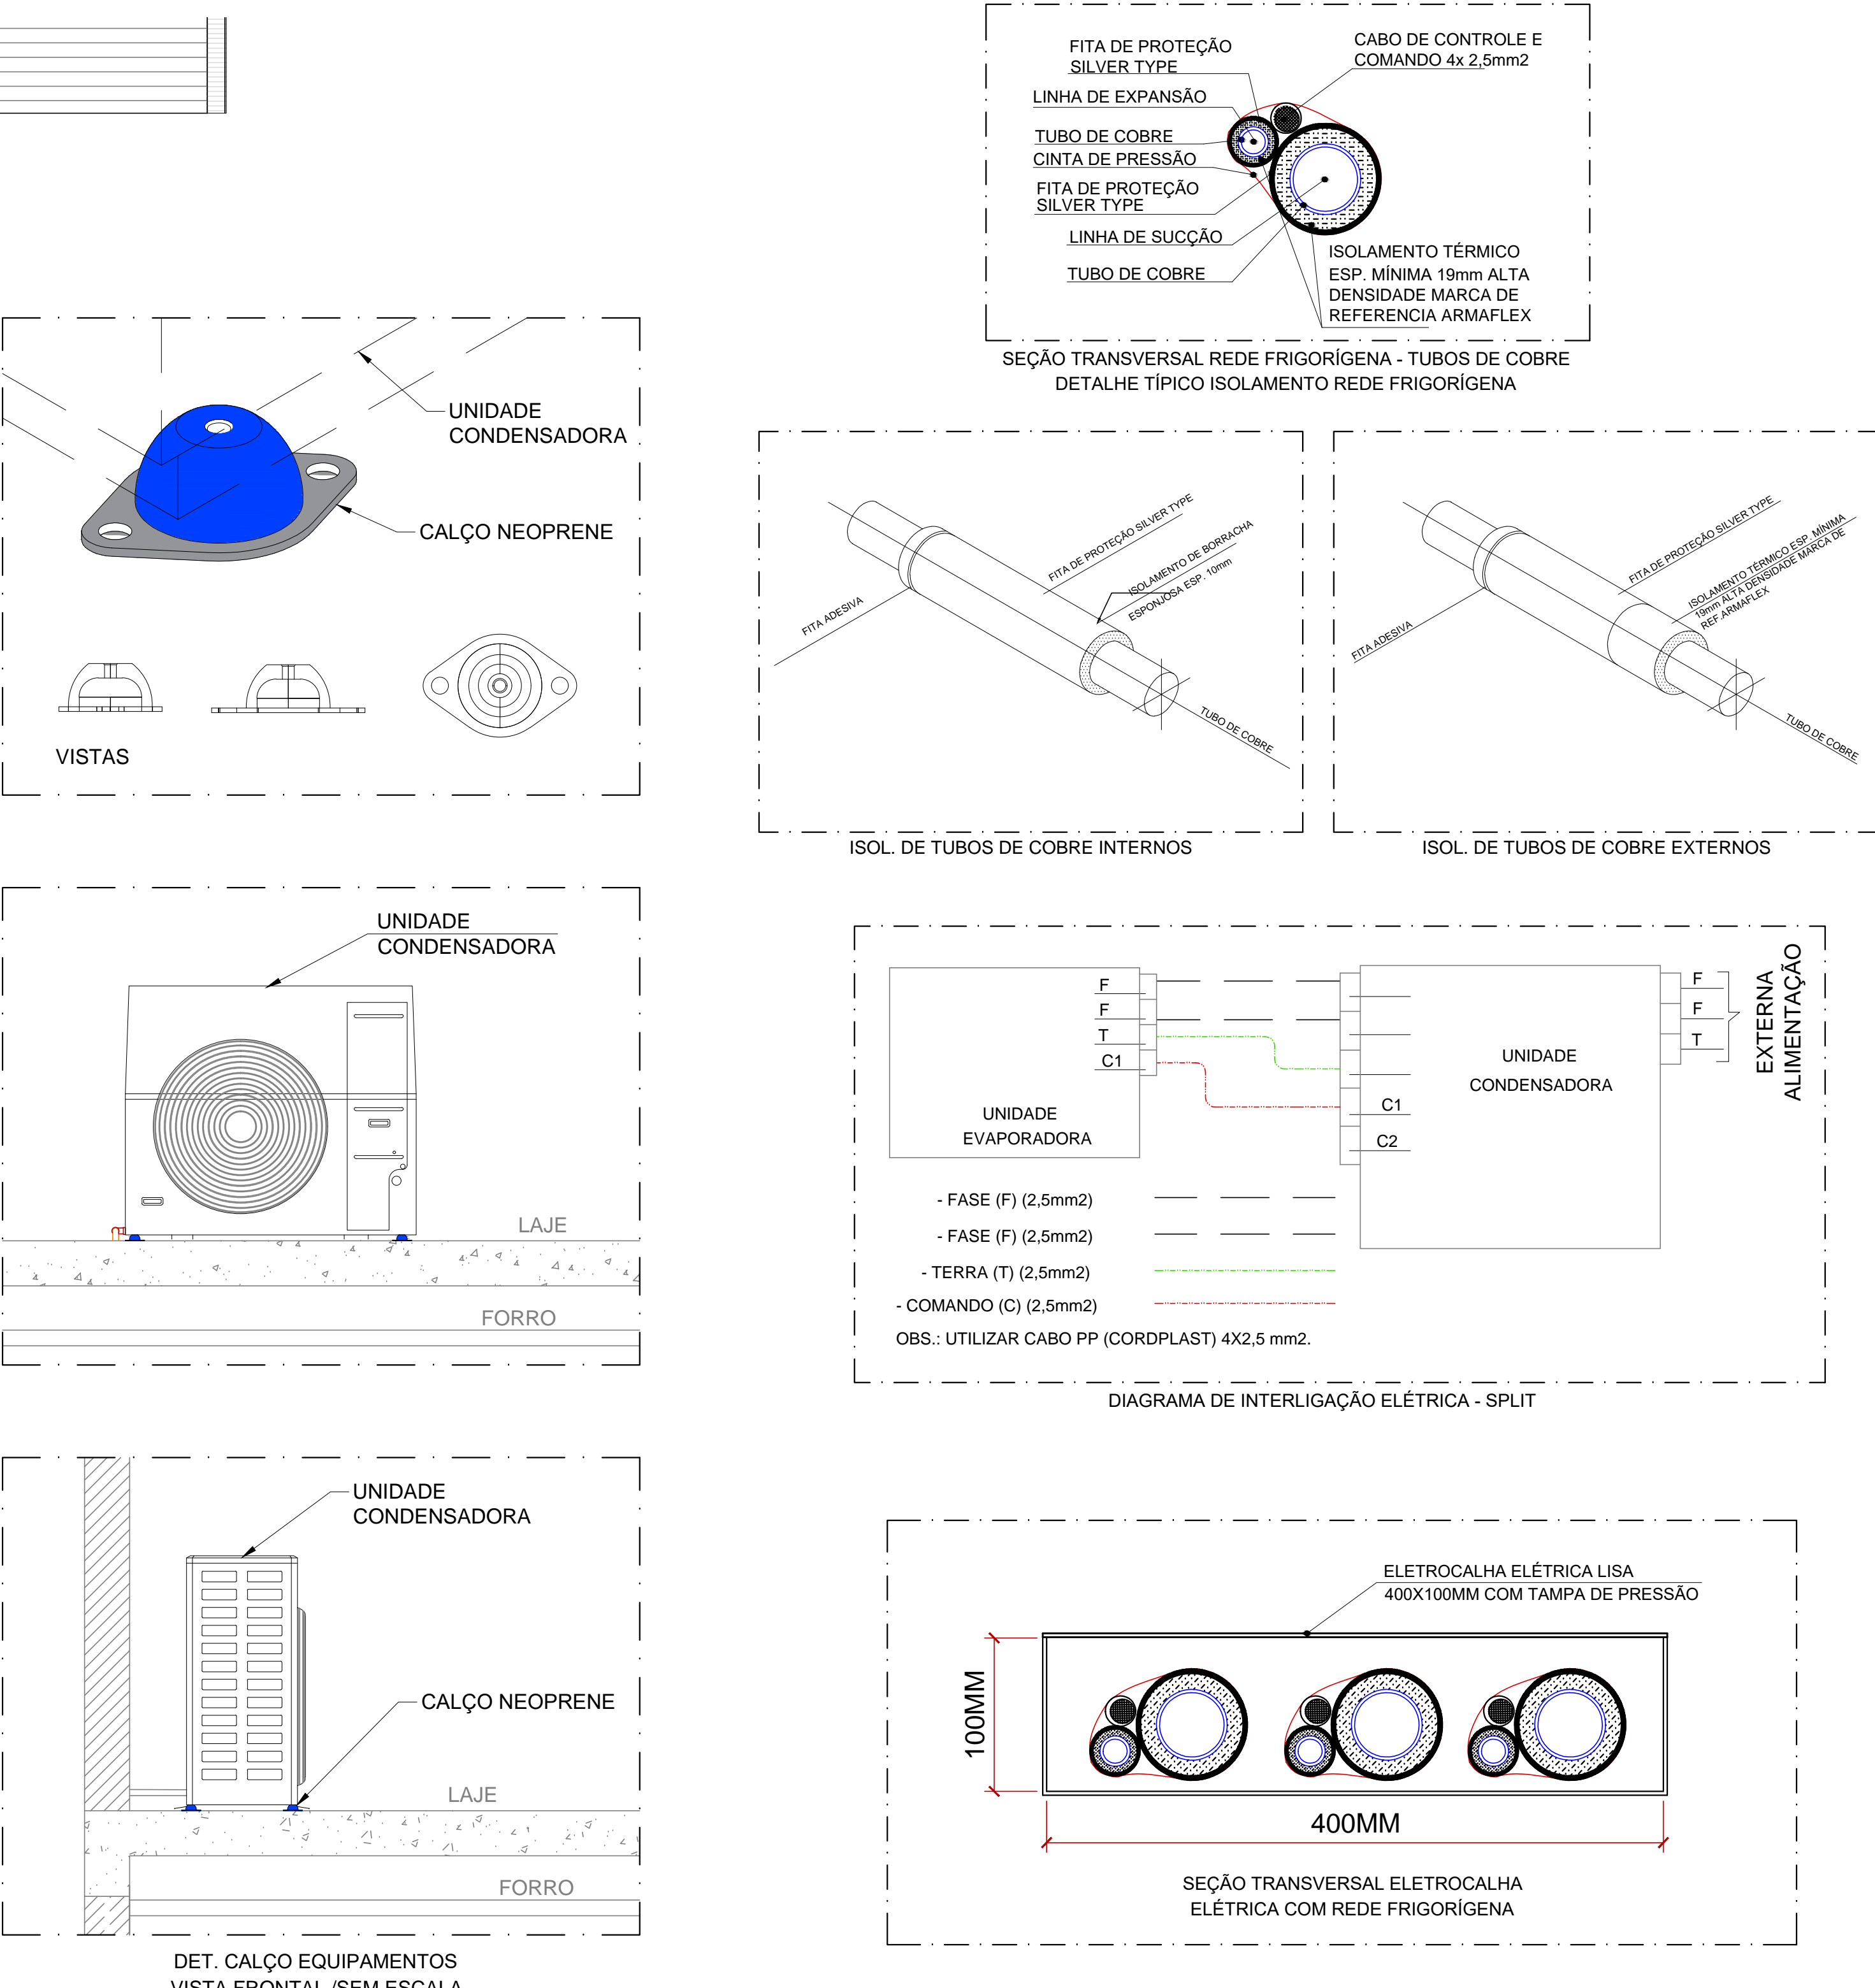 FITA DE PROTEÇÃO
SILVER TYPE
CABO DE CONTROLE E
COMANDO 4x 2,5mm2
LINHA DE EXPANSÃO
TUBO DE COBRE
CINTA DE PRESSÃO
FITA DE PROTEÇÃO
SILVER TYPE
LINHA DE SUCÇÃO
TUBO DE COBRE
ISOLAMENTO TÉRMICO
ESP. MÍNIMA 19mm ALTA
DENSIDADE MARCA DE
REFERENCIA ARMAFLEX
SEÇÃO TRANSVERSAL REDE FRIGORÍGENA - TUBOS DE COBRE
DETALHE TÍPICO ISOLAMENTO REDE FRIGORÍGENA
UNIDADE
CONDENSADORA
CALÇO NEOPRENE
VISTAS
FITA DE PROTEÇÃO SILVER TYPE
ISOLAMENTO DE BORRACHA
ESPONJOSA ESP. 10mm
FITA ADESIVA
TUBO DE COBRE
ISOL. DE TUBOS DE COBRE INTERNOS
FITA DE PROTEÇÃO SILVER TYPE
ISOLAMENTO TÉRMICO ESP. MÍNIMA
19mm ALTA DENSIDADE MARCA DE
REF.ARMAFLEX
FITA ADESIVA
TUBO DE COBRE
ISOL. DE TUBOS DE COBRE EXTERNOS
UNIDADE
CONDENSADORA
LAJE
FORRO
F
F
T
C1
UNIDADE
EVAPORADORA
UNIDADE
CONDENSADORA
C1
C2
F
F
T
EXTERNA
ALIMENTAÇÃO
- FASE (F) (2,5mm2)
- FASE (F) (2,5mm2)
- TERRA (T) (2,5mm2)
- COMANDO (C) (2,5mm2)
OBS.: UTILIZAR CABO PP (CORDPLAST) 4X2,5 mm2.
DIAGRAMA DE INTERLIGAÇÃO ELÉTRICA - SPLIT
UNIDADE
CONDENSADORA
CALÇO NEOPRENE
LAJE
FORRO
DET. CALÇO EQUIPAMENTOS
VISTA FRONTAL /SEM ESCALA
ELETROCALHA ELÉTRICA LISA
400X100MM COM TAMPA DE PRESSÃO
100MM
400MM
SEÇÃO TRANSVERSAL ELETROCALHA
ELÉTRICA COM REDE FRIGORÍGENA